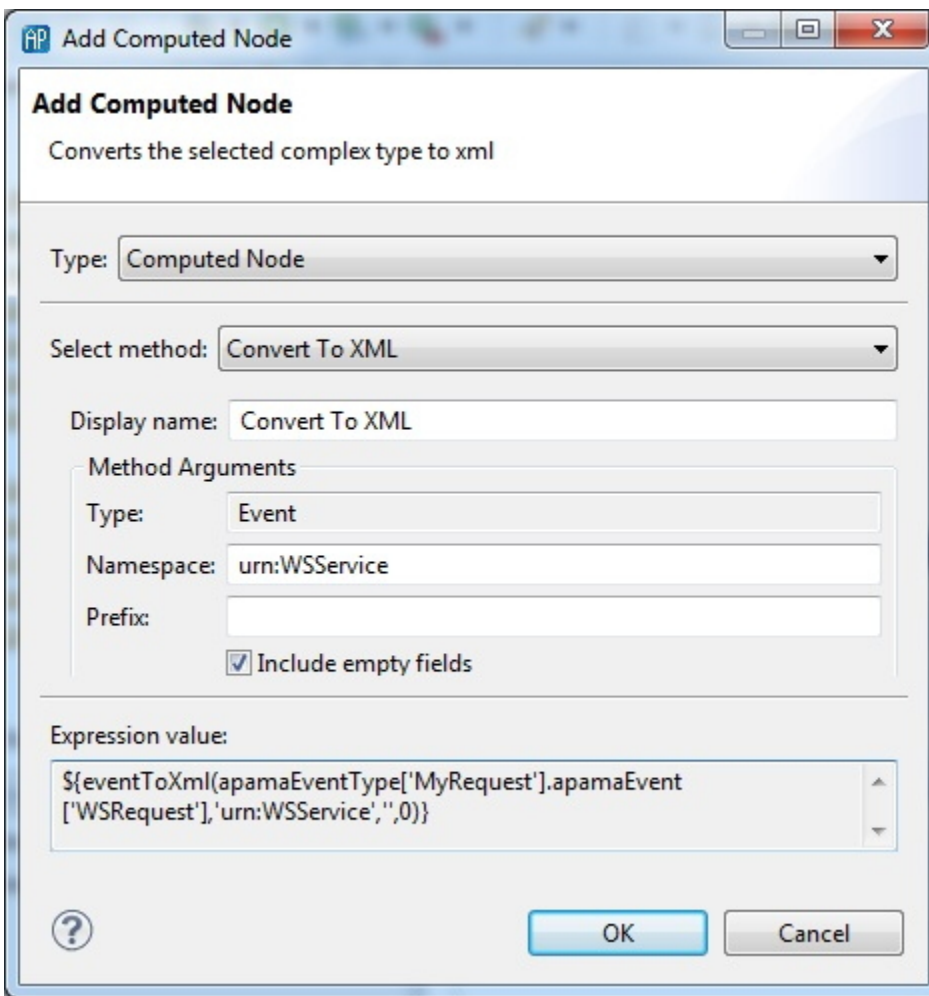 AP Add Computed Node
Add Computed Node
Converts the selected complex type to xml
Type: Computed Node
Select method: Convert To XML
Display name: Convert To XML
Method Arguments
Type: Event
Namespace: urn:WSService
Prefix:
Include empty fields
Expression value:
${eventToXml(apamaEventType['MyRequest'].apamaEvent
['WSRequest'],'urn:WSService','',0)}
? OK Cancel